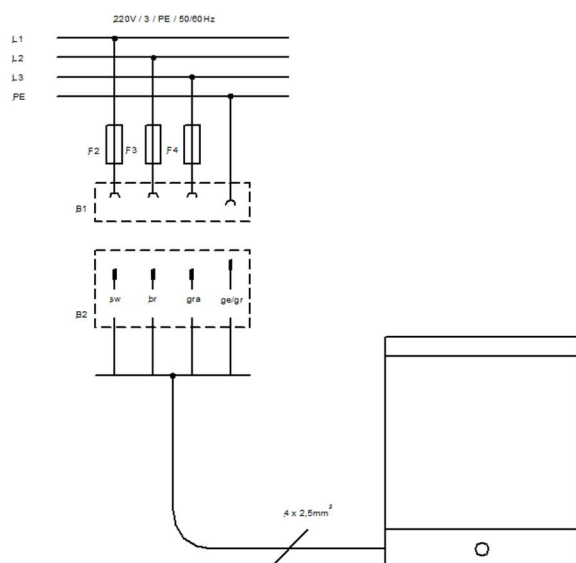 220V / 3 / PE / 50/60Hz
L1
L2
L3
PE
F2 F3 F4
B1
sw br gra ge/gr
B2
4 x 2,5mm²